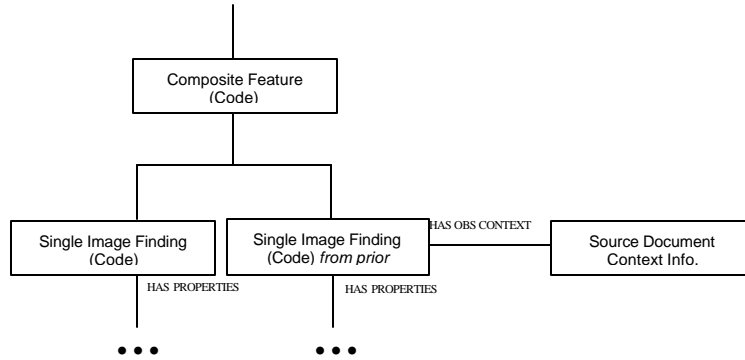 Composite Feature
(Code)
Single Image Finding
(Code)
Single Image Finding
(Code) from prior
HAS OBS CONTEXT
Source Document
Context Info.
HAS PROPERTIES
HAS PROPERTIES